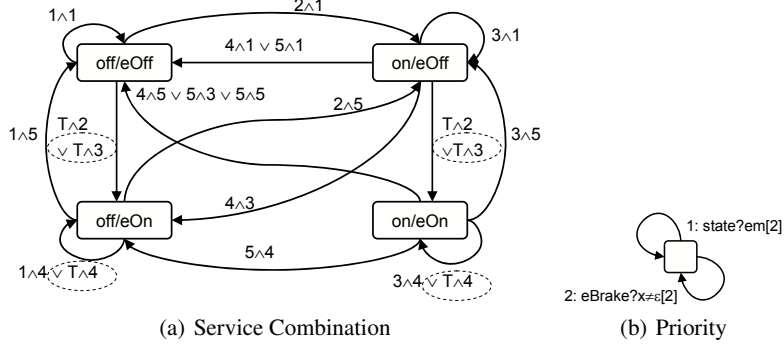 1∧1
2∧1
3∧1
off/eOff
4∧1 ∨ 5∧1
on/eOff
4∧5 ∨ 5∧3 ∨ 5∧5
2∧5
1∧5
T∧2
∨ T∧3
T∧2
∨T∧3
3∧5
off/eOn
4∧3
on/eOn
1∧4 ∨ T∧4
5∧4
3∧4 ∨ T∧4
1: state?em[2]
2: eBrake?x≠ε[2]
(a) Service Combination
(b) Priority